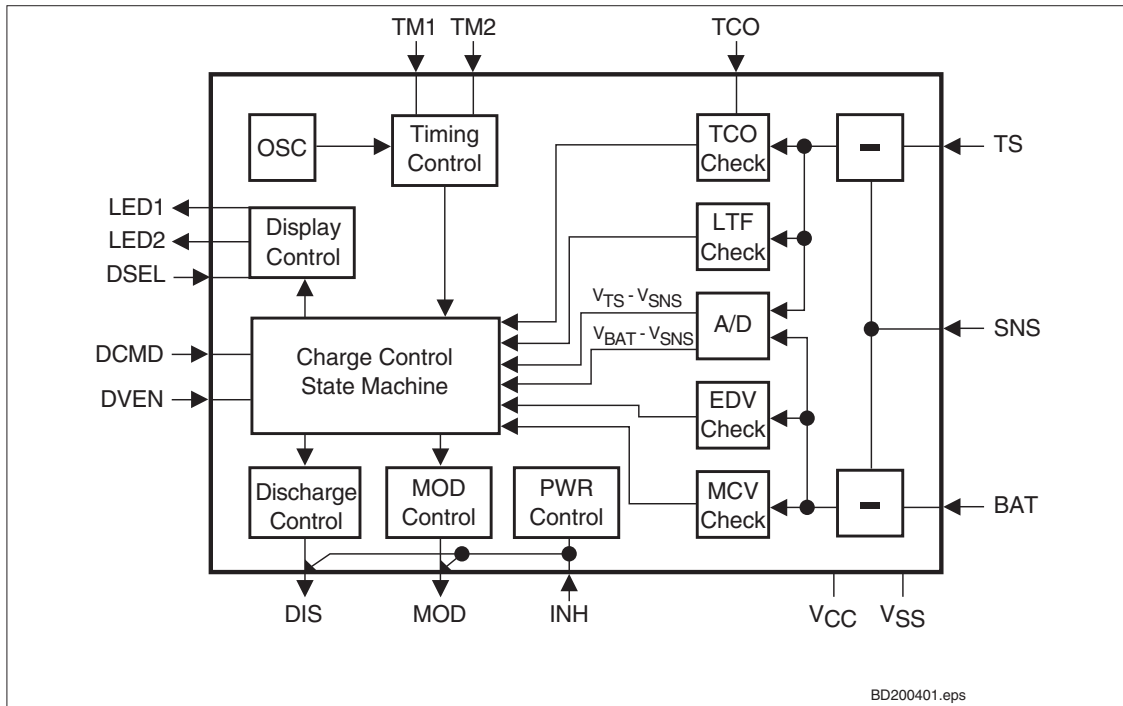 TM1 TM2 TCO
OSC
Timing
Control
TCO
Check
TS
LED1
LED2
DSEL
Display
Control
LTF
Check
VTS - VSNS
VBAT - VSNS
A/D
SNS
DCMD
DVEN
Charge Control
State Machine
EDV
Check
Discharge
Control
MOD
Control
PWR
Control
MCV
Check
BAT
DIS MOD INH VCC VSS
BD200401.eps